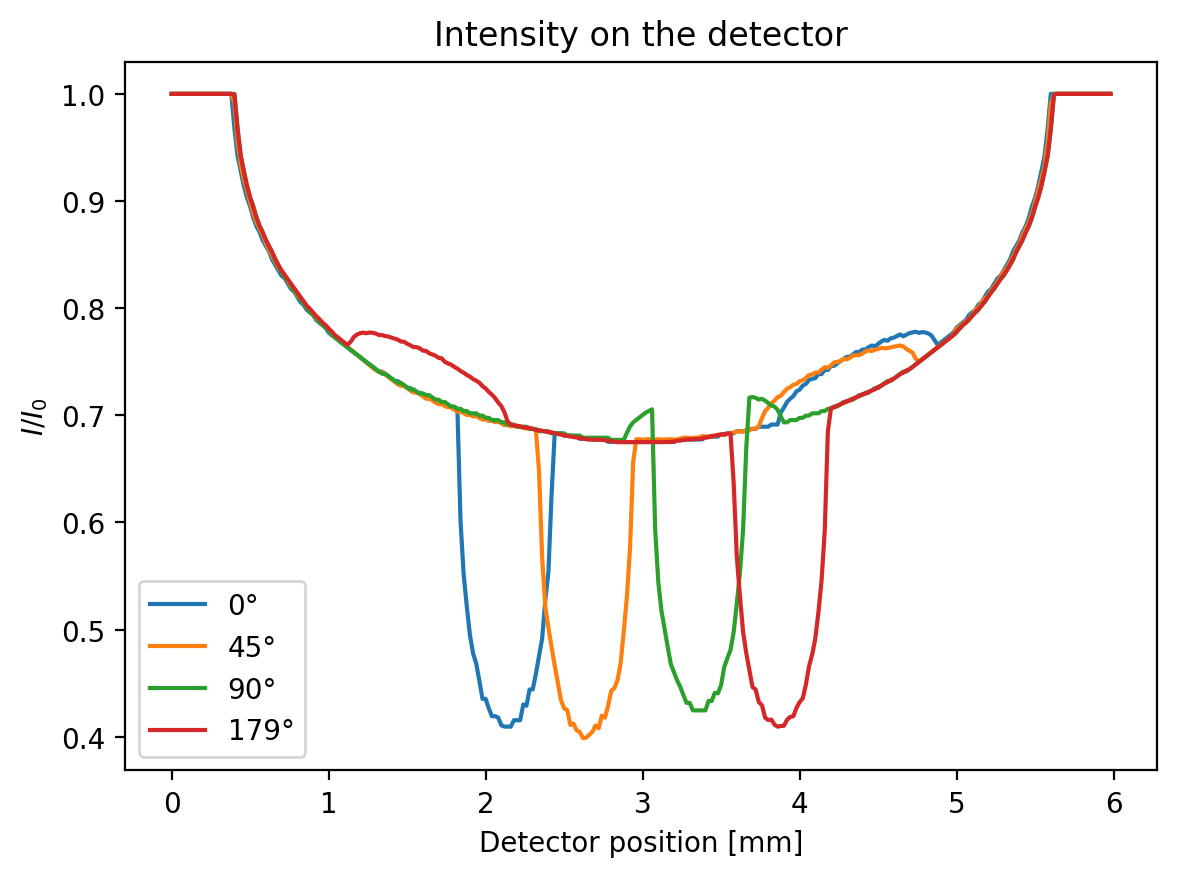 Intensity on the detector
1.0
0.9
0.8
0.7
0.6
0.5
0.4
I/I₀
0°
45°
90°
179°
0 1 2 3 4 5 6
Detector position [mm]